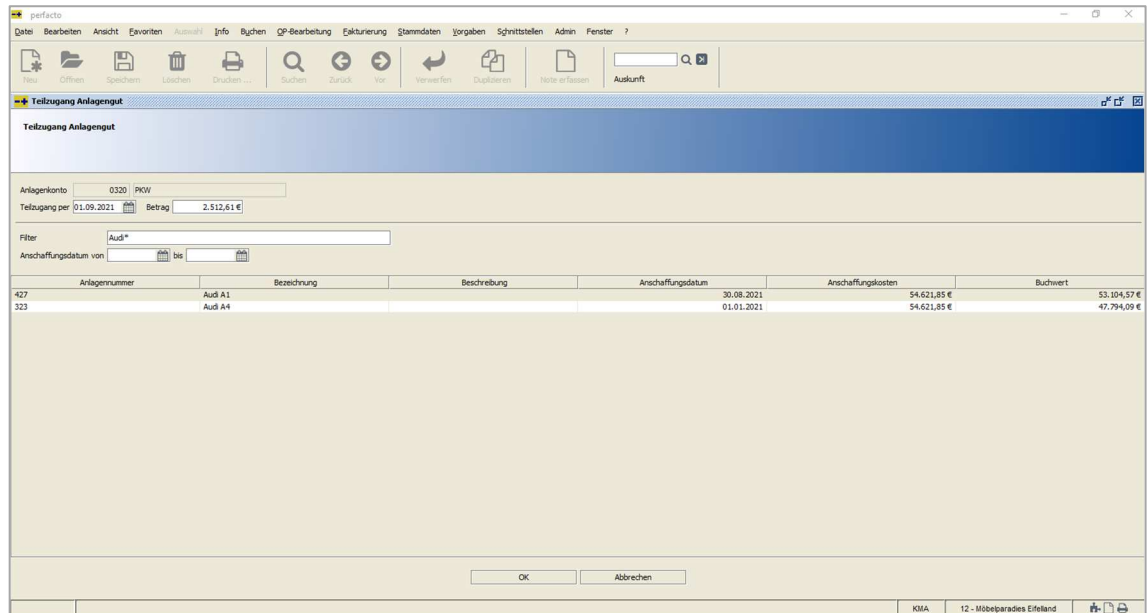 perfacto
Datei Bearbeiten Ansicht Favoriten Auswahl Info Buchen OP-Bearbeitung Fakturierung Stammdaten Vorgaben Schnittstellen Admin Fenster ?
Neu Öffnen Speichern Löschen Drucken ... Suchen Zurück Vor Verwerfen Duplizieren Note erfassen Auskunft
Teilzugang Anlagengut
Teilzugang Anlagengut
Anlagenkonto 0320 PKW
Teilzugang per 01.09.2021 Betrag 2.512,61 €
Filter Audi*
Anschaffungsdatum von bis
Anlagennummer Bezeichnung Beschreibung Anschaffungsdatum Anschaffungskosten Buchwert
427 Audi A1 30.08.2021 54.621,85 € 53.104,57 €
323 Audi A4 01.01.2021 54.621,85 € 47.794,09 €
OK Abbrechen
KMA 12 - Möbelparadies Eifelland